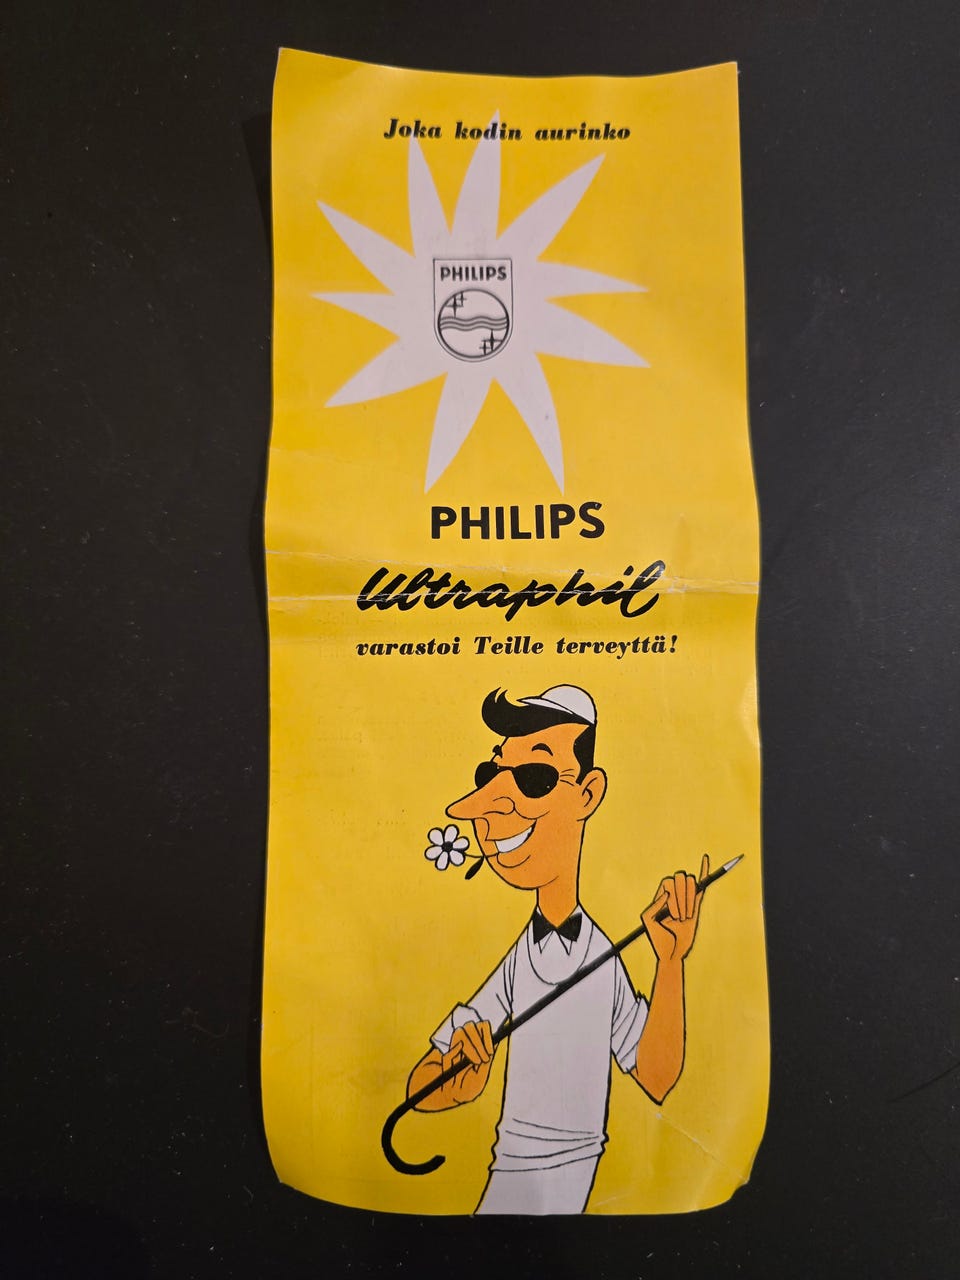 Joka kodin aurinko
PHILIPS
PHILIPS
Ultraphil
varastoi Teille terveyttä!